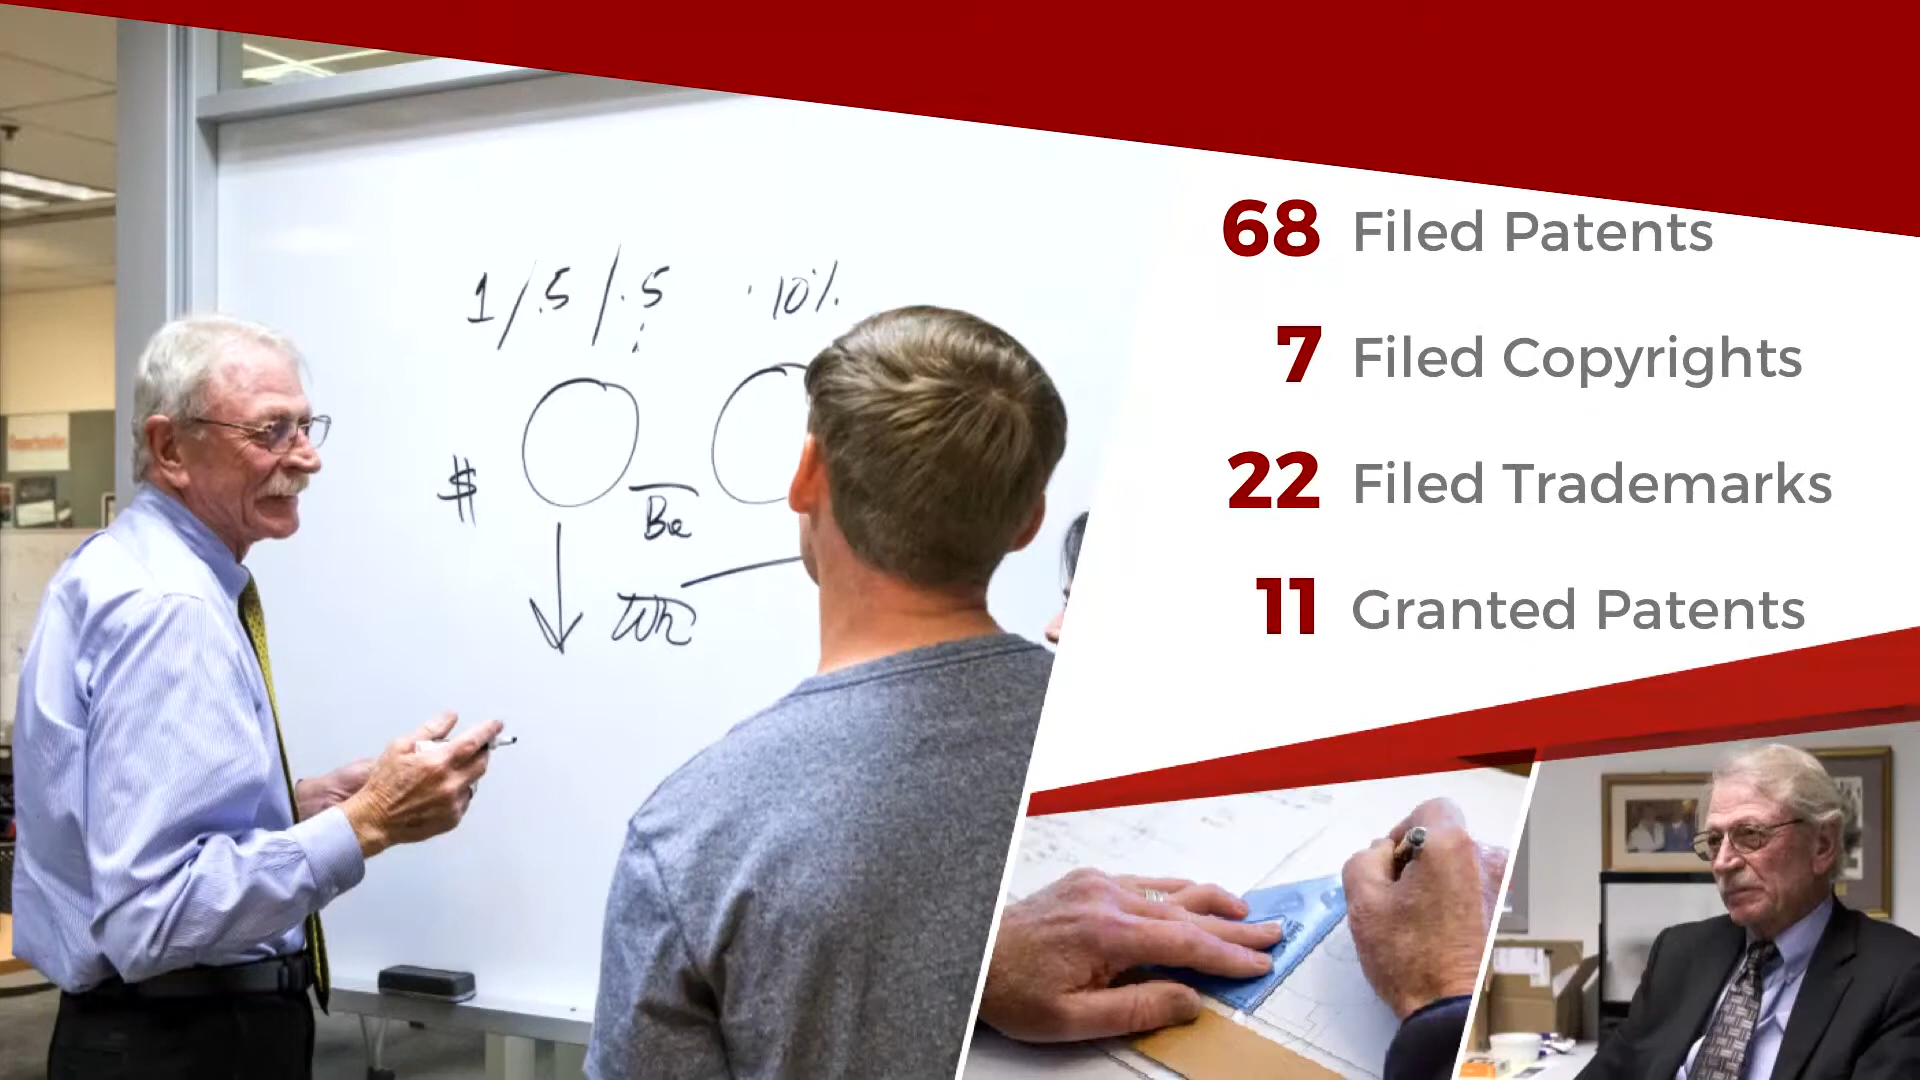 1 / .5 / .5 10%
$
Be
68 Filed Patents
7 Filed Copyrights
22 Filed Trademarks
11 Granted Patents